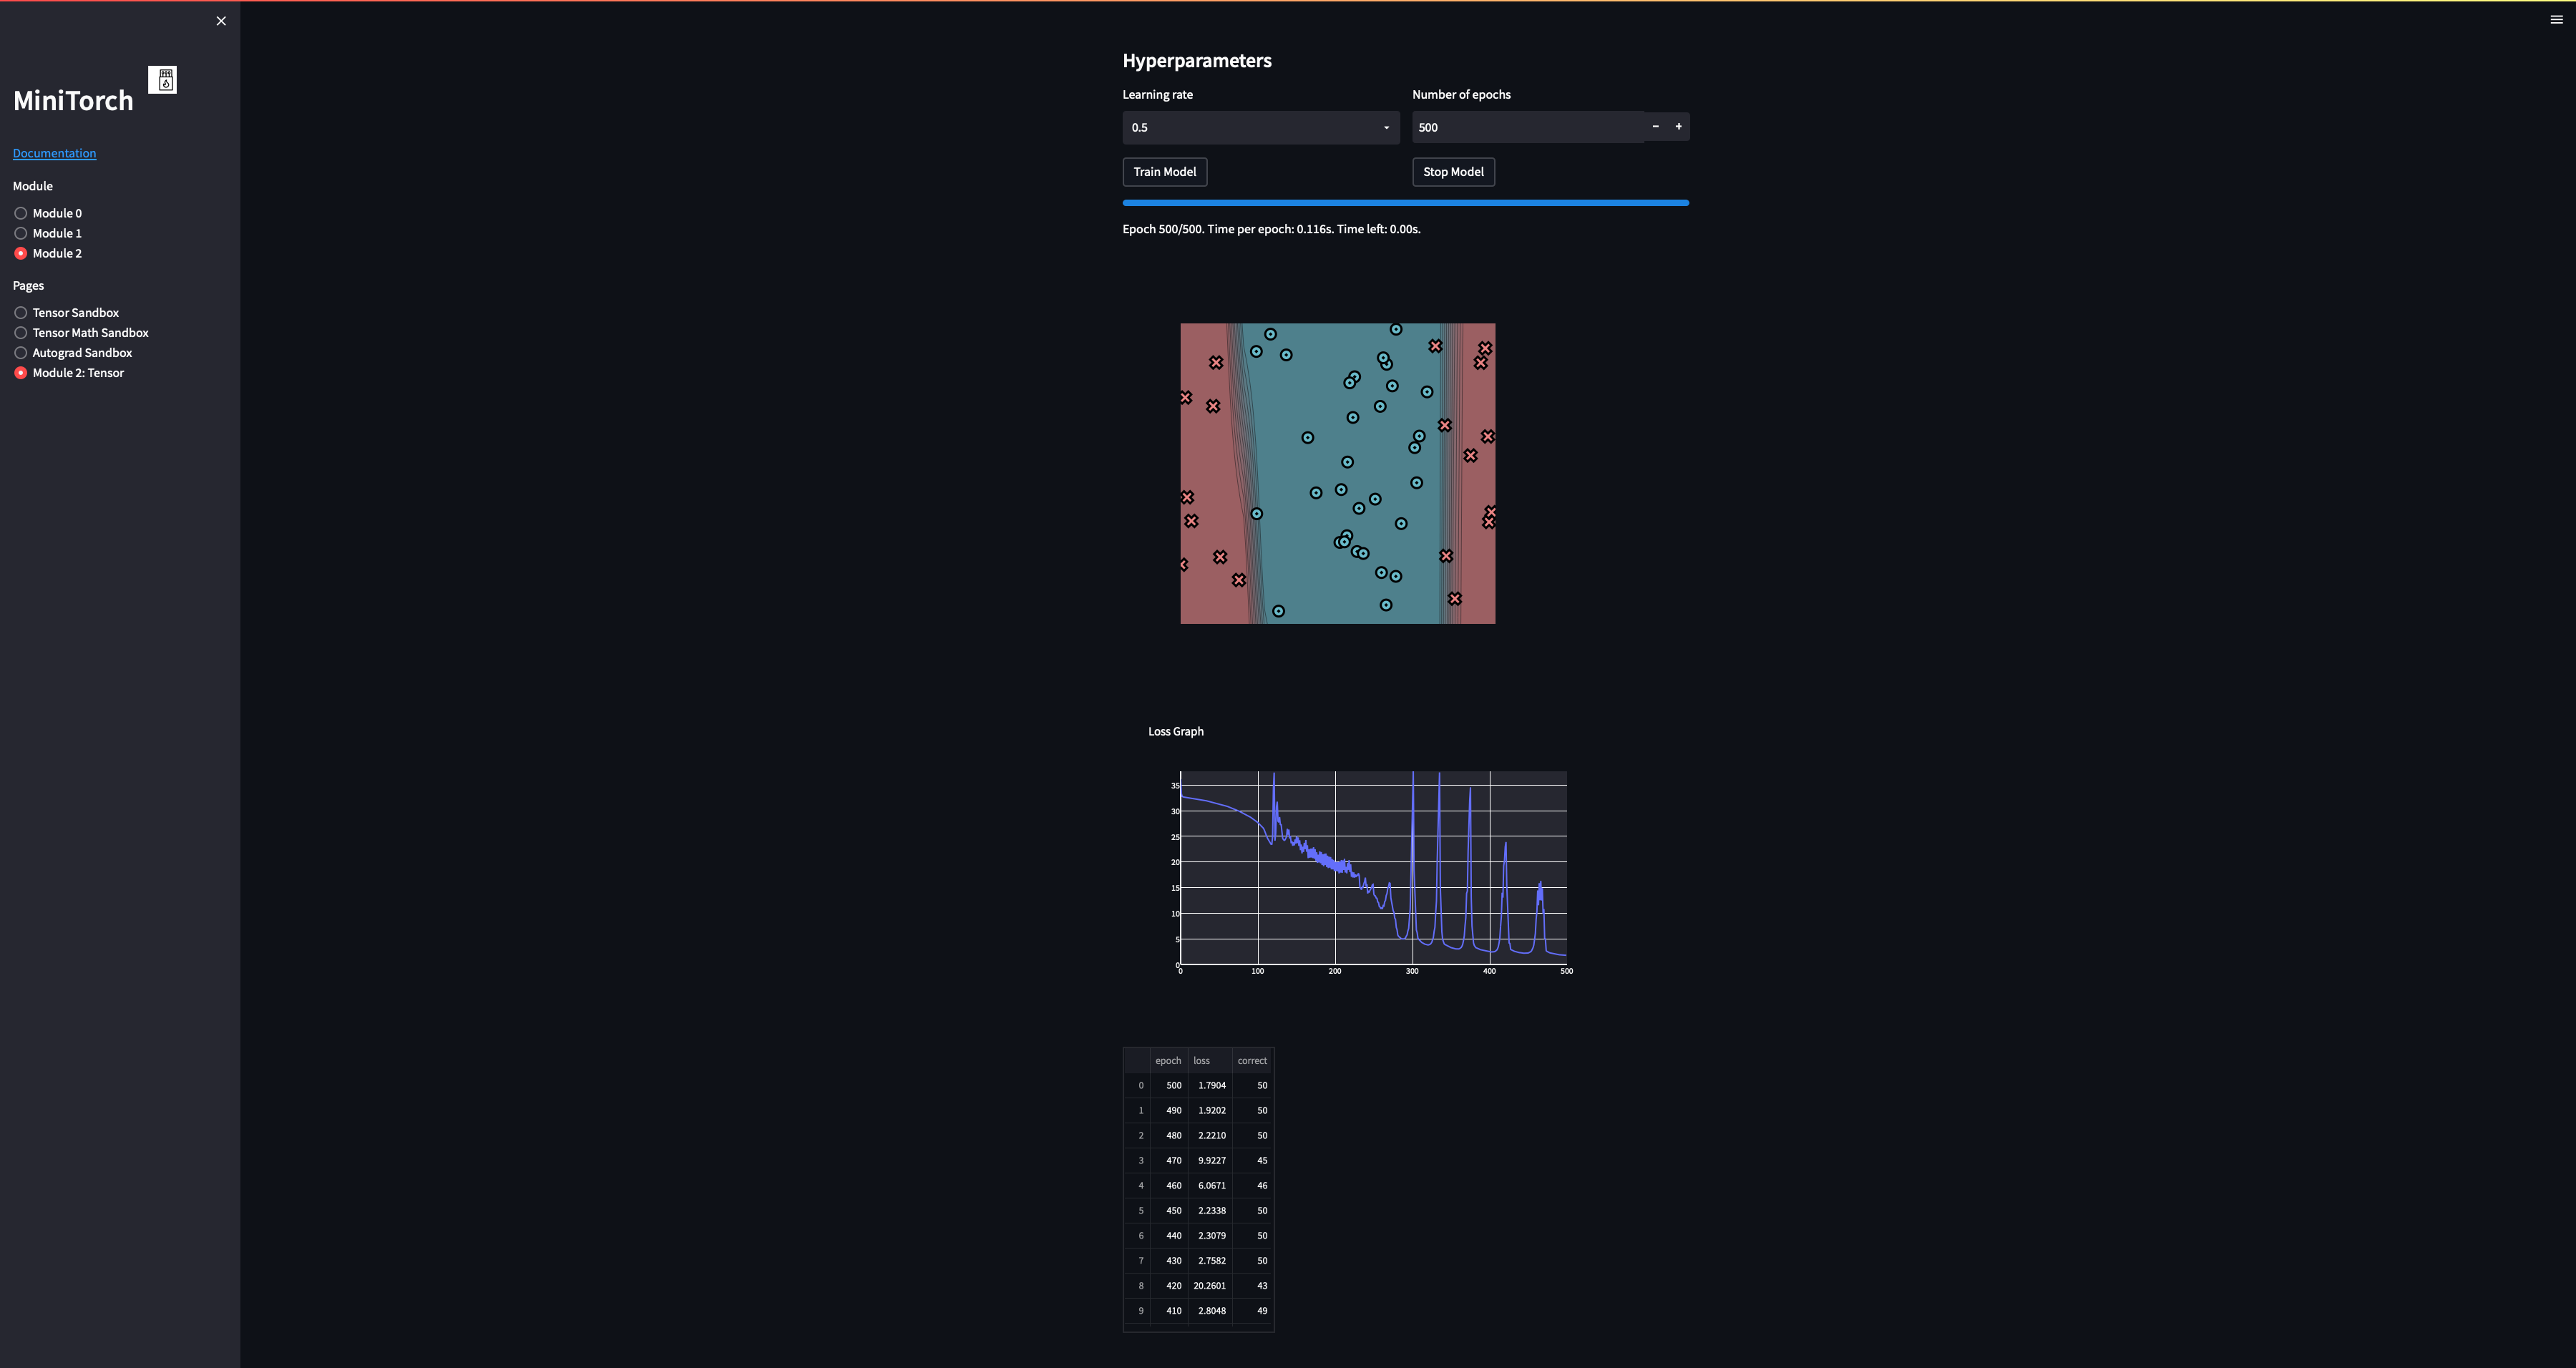 MiniTorch
Documentation
Module
Module 0
Module 1
Module 2
Pages
Tensor Sandbox
Tensor Math Sandbox
Autograd Sandbox
Module 2: Tensor
Hyperparameters
Learning rate
Number of epochs
0.5
500
Train Model
Stop Model
Epoch 500/500. Time per epoch: 0.116s. Time left: 0.00s.
Loss Graph
35
30
25
20
15
10
5
0
0 100 200 300 400 500
epoch loss correct
0 500 1.7904 50
1 490 1.9202 50
2 480 2.2210 50
3 470 9.9227 45
4 460 6.0671 46
5 450 2.2338 50
6 440 2.3079 50
7 430 2.7582 50
8 420 20.2601 43
9 410 2.8048 49